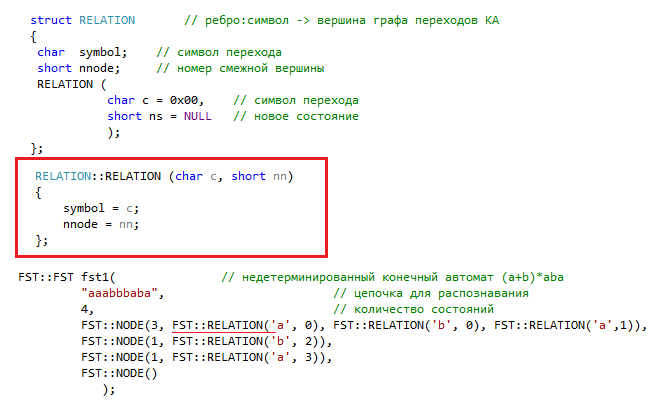 struct RELATION // ребро:символ -> вершина графа переходов КА
{
char symbol; // символ перехода
short nnode; // номер смежной вершины
RELATION (
char c = 0x00, // символ перехода
short ns = NULL // новое состояние
);
};
RELATION::RELATION (char c, short nn)
{
symbol = c;
nnode = nn;
};
FST::FST fst1( // недетерминированный конечный автомат (a+b)*aba
"aaabbbaba", // цепочка для распознавания
4, // количество состояний
FST::NODE(3, FST::RELATION('a', 0), FST::RELATION('b', 0), FST::RELATION('a',1)),
FST::NODE(1, FST::RELATION('b', 2)),
FST::NODE(1, FST::RELATION('a', 3)),
FST::NODE()
);